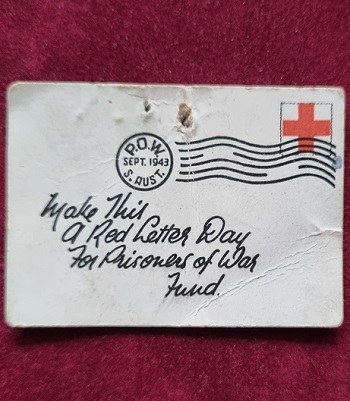 P.O.W.
SEPT. 1943
S. AUST.
Make This
A Red Letter Day
For Prisoners of War
Fund.